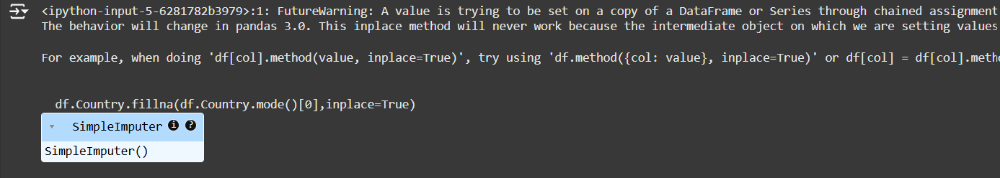 <ipython-input-5-6281782b3979>:1: FutureWarning: A value is trying to be set on a copy of a DataFrame or Series through chained assignment
The behavior will change in pandas 3.0. This inplace method will never work because the intermediate object on which we are setting values
For example, when doing 'df[col].method(value, inplace=True)', try using 'df.method({col: value}, inplace=True)' or df[col] = df[col].meth
df.Country.fillna(df.Country.mode()[0],inplace=True)
SimpleImputer i ?
SimpleImputer()